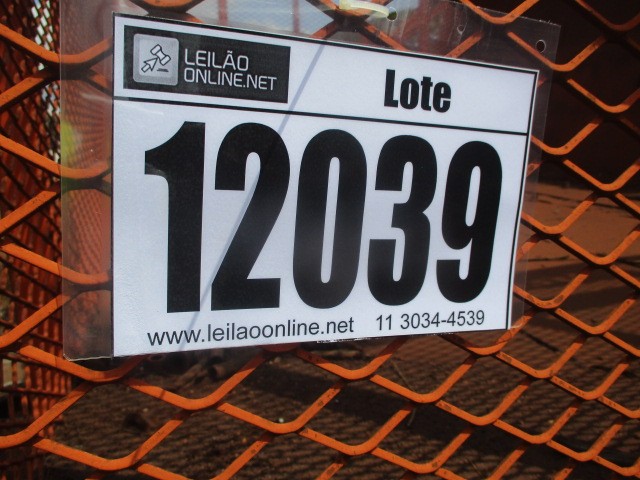 LEILÃO
ONLINE.NET
Lote
12039
www.leilaoonline.net 11 3034-4539